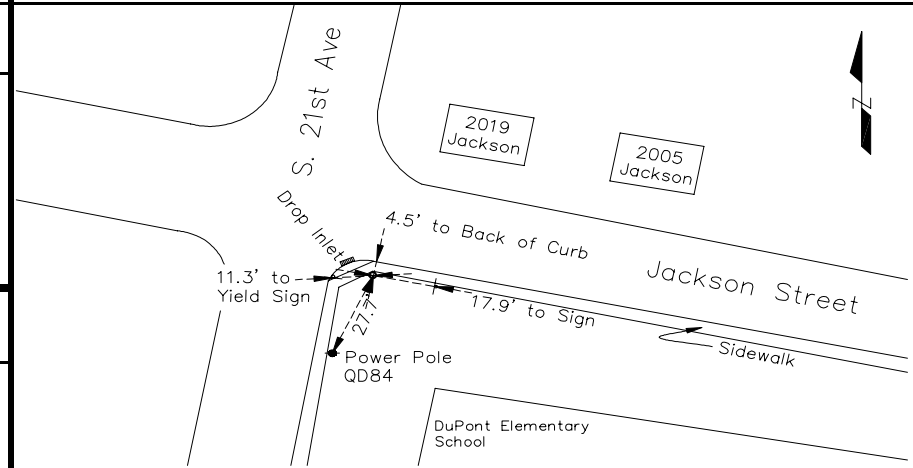 S. 21st Ave
N
2019
Jackson
2005
Jackson
Drop Inlet
4.5' to Back of Curb
Jackson Street
11.3' to
Yield Sign
27.7'
17.9' to Sign
Sidewalk
Power Pole
QD84
DuPont Elementary
School